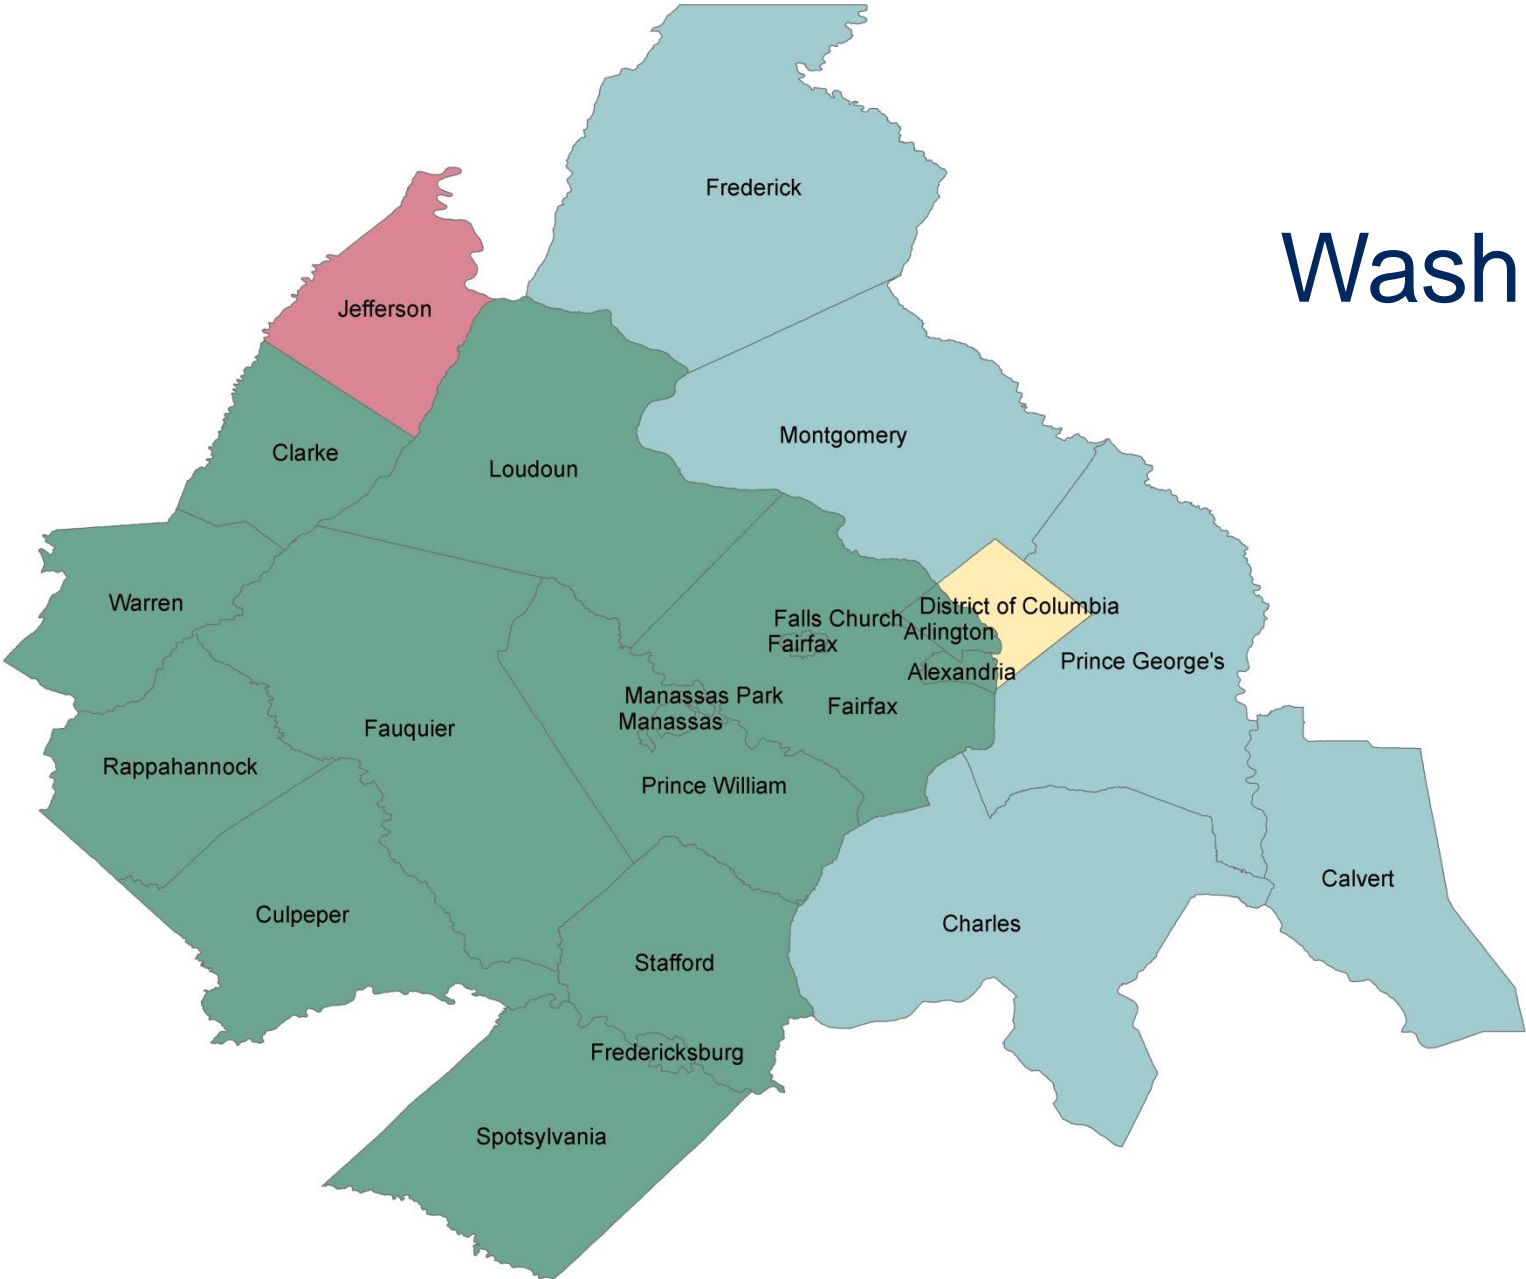 Frederick
Wash
Jefferson
Montgomery
Clarke
Loudoun
Warren
District of Columbia
Falls Church
Arlington
Fairfax
Prince George's
Alexandria
Manassas Park
Fairfax
Manassas
Fauquier
Rappahannock
Prince William
Calvert
Culpeper
Charles
Stafford
Fredericksburg
Spotsylvania